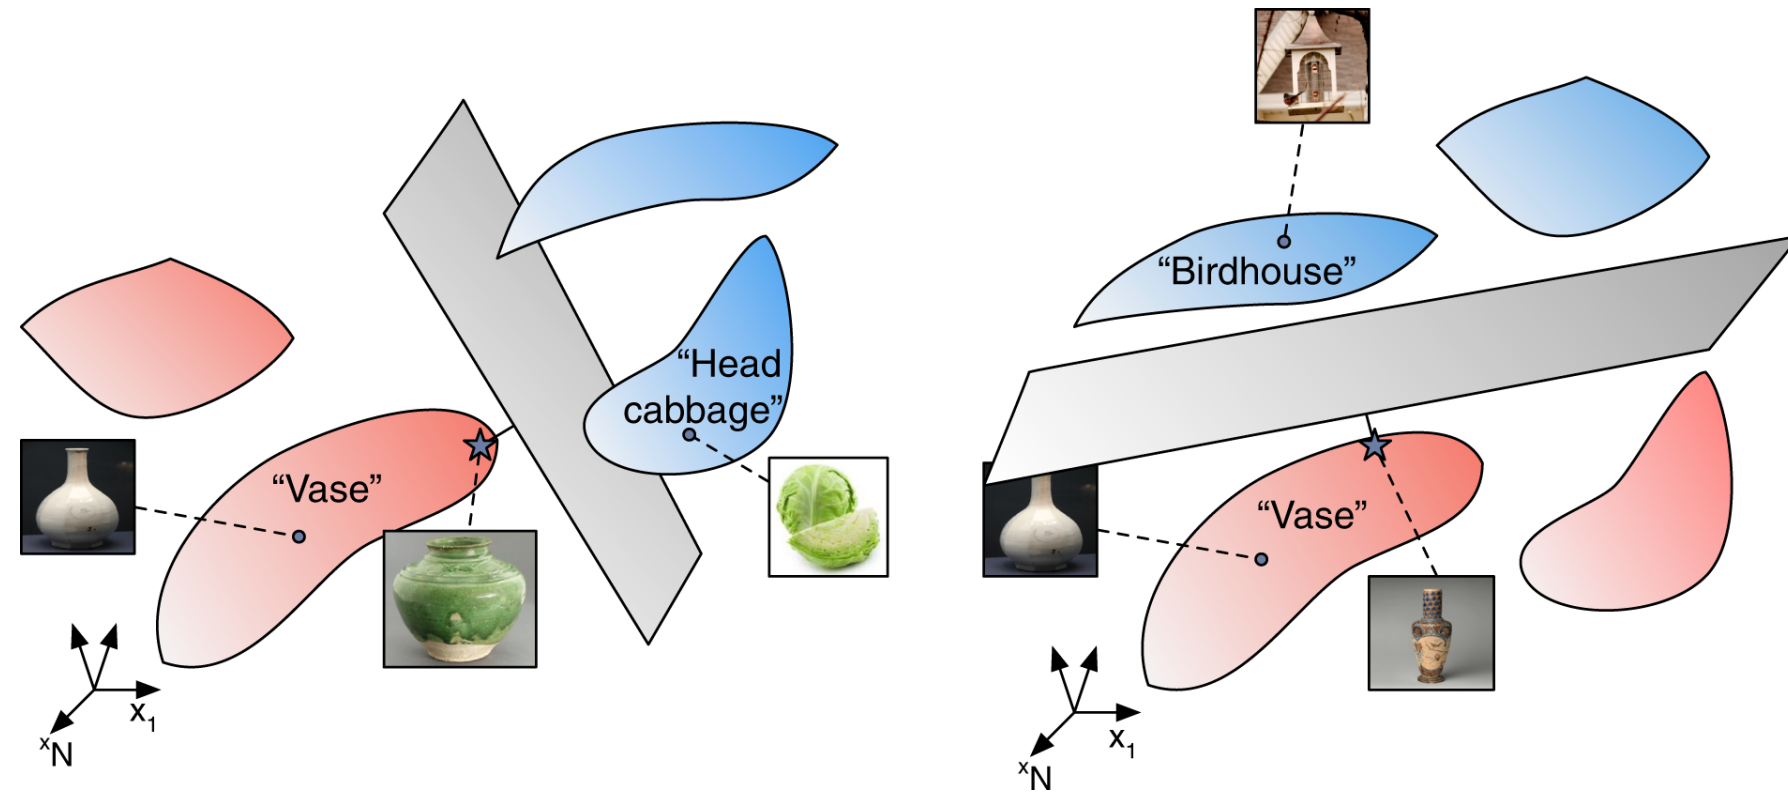 “Vase”
“Head
cabbage”
x1
xN
“Birdhouse”
“Vase”
x1
xN